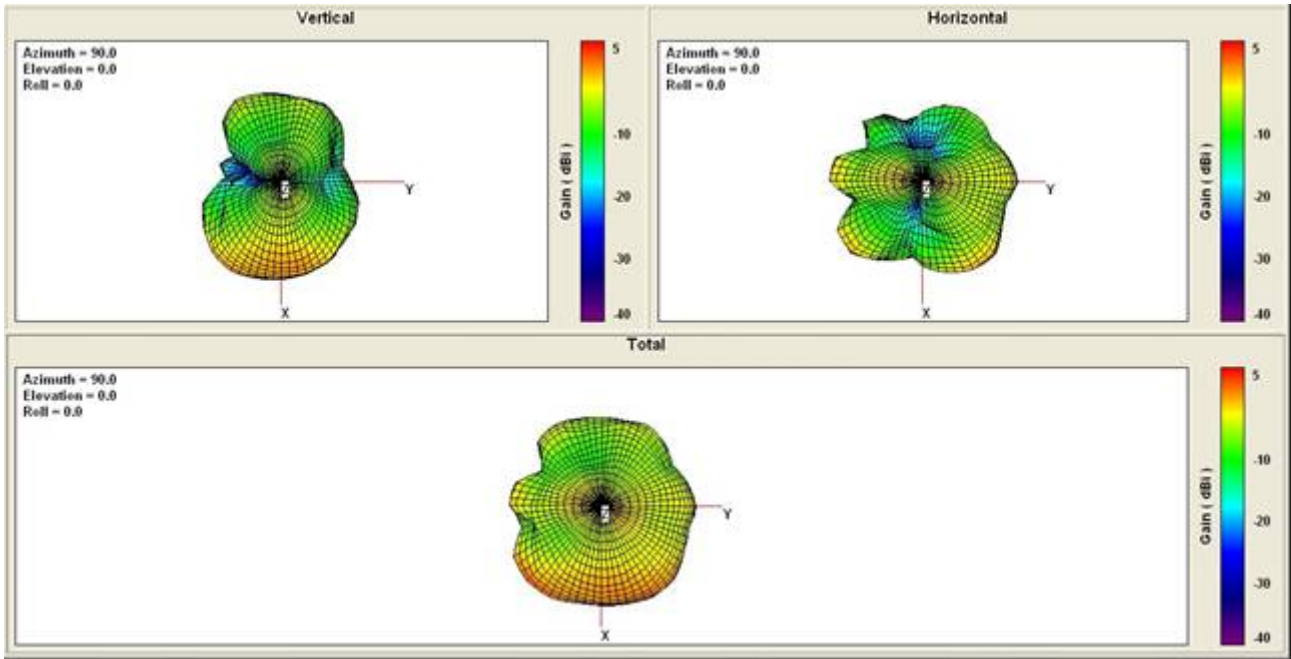 Vertical
Azimuth = 90.0
Elevation = 0.0
Roll = 0.0
Y
X
5
-10
-20
-30
-40
Gain ( dBi )
Horizontal
Azimuth = 90.0
Elevation = 0.0
Roll = 0.0
Y
X
5
-10
-20
-30
-40
Gain ( dBi )
Total
Azimuth = 90.0
Elevation = 0.0
Roll = 0.0
Y
X
5
-10
-20
-30
-40
Gain ( dBi )